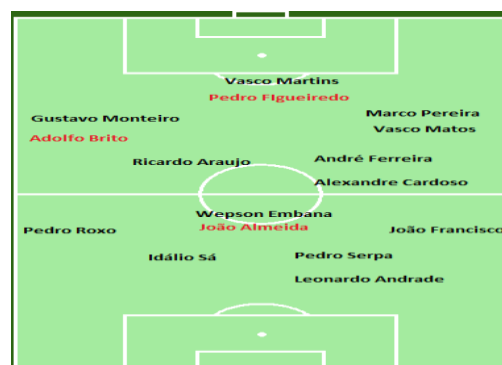 Vasco Martins
Pedro FIgueiredo
Gustavo Monteiro
Marco Pereira
Adolfo Brito
Vasco Matos
Ricardo Araujo
André Ferreira
Alexandre Cardoso
Wepson Embana
João Almeida
Pedro Roxo
João Francisco
Idálio Sá
Pedro Serpa
Leonardo Andrade